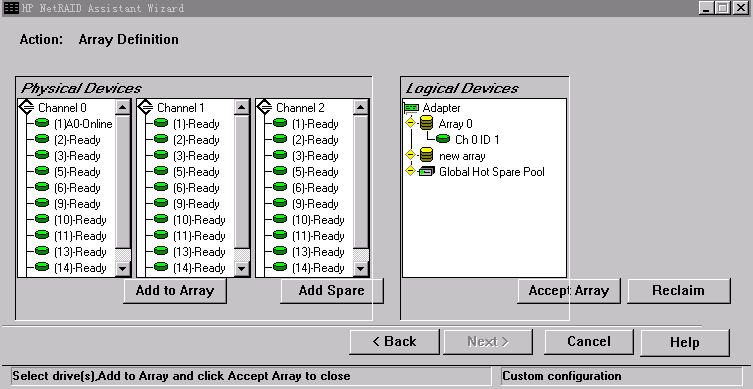 HP NetRAID Assistant Wizard
Action: Array Definition
Physical Devices
Channel 0
(1)A0-Online
(2)-Ready
(3)-Ready
(5)-Ready
(6)-Ready
(9)-Ready
(10)-Ready
(11)-Ready
(13)-Ready
(14)-Ready
Channel 1
(1)-Ready
(2)-Ready
(3)-Ready
(5)-Ready
(6)-Ready
(9)-Ready
(10)-Ready
(11)-Ready
(13)-Ready
(14)-Ready
Channel 2
(1)-Ready
(2)-Ready
(3)-Ready
(5)-Ready
(6)-Ready
(9)-Ready
(10)-Ready
(11)-Ready
(13)-Ready
(14)-Ready
Add to Array
Add Spare
Logical Devices
Adapter
Array 0
Ch 0 ID 1
new array
Global Hot Spare Pool
Accept Array
Reclaim
< Back
Next >
Cancel
Help
Select drive(s),Add to Array and click Accept Array to close
Custom configuration